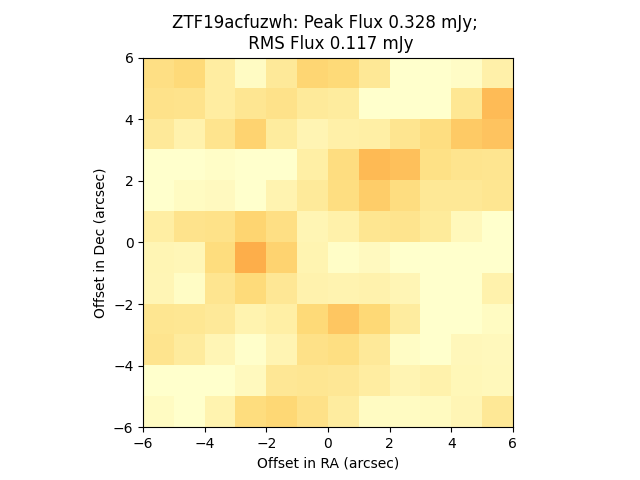 ZTF19acfuzwh: Peak Flux 0.328 mJy;
RMS Flux 0.117 mJy
6
4
2
0
−2
−4
−6
Offset in Dec (arcsec)
−6 −4 −2 0 2 4 6
Offset in RA (arcsec)